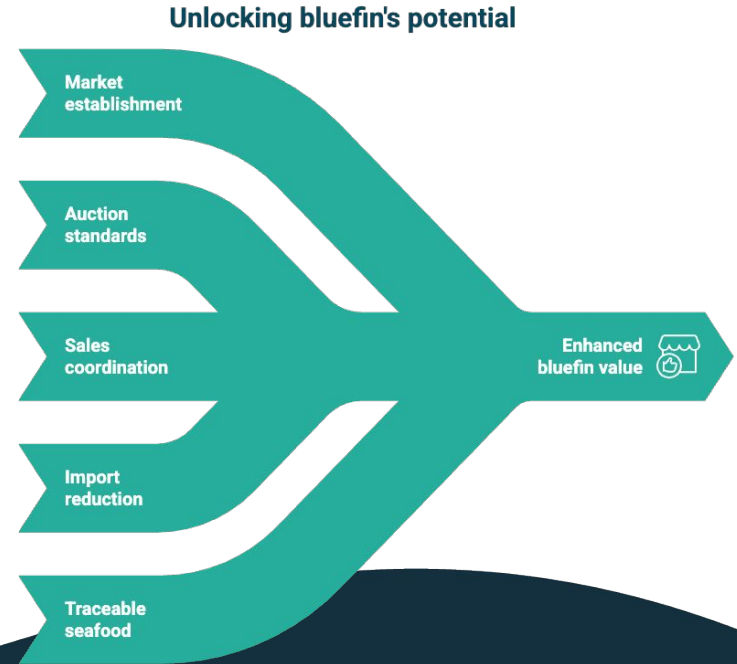 Unlocking bluefin's potential
Market
establishment
Auction
standards
Sales
coordination
Enhanced
bluefin value
Import
reduction
Traceable
seafood